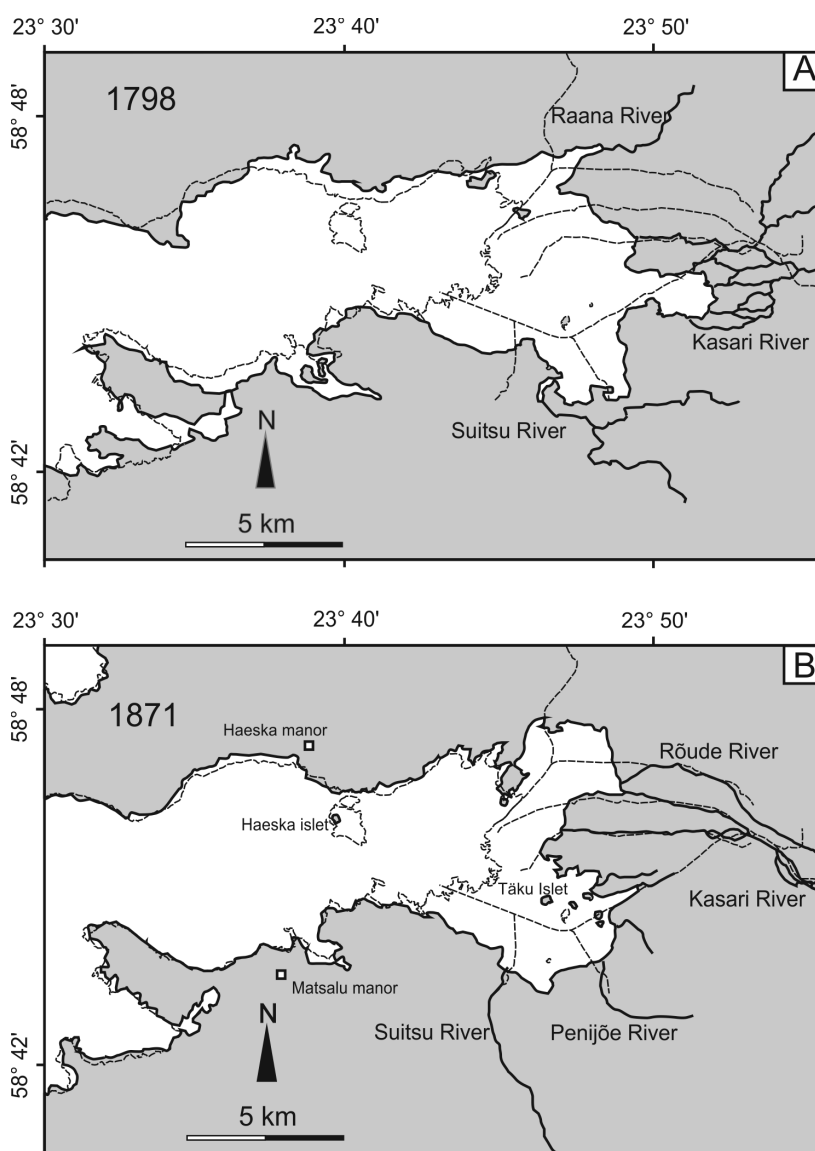 23° 30'
23° 40'
23° 50'
A
1798
58° 48'
Raana River
Kasari River
Suitsu River
N
58° 42'
5 km
23° 30'
23° 40'
23° 50'
B
58° 48'
1871
Haeska manor
Rõude River
Haeska islet
Täku Islet
Kasari River
Matsalu manor
N
Suitsu River
Penijõe River
58° 42'
5 km